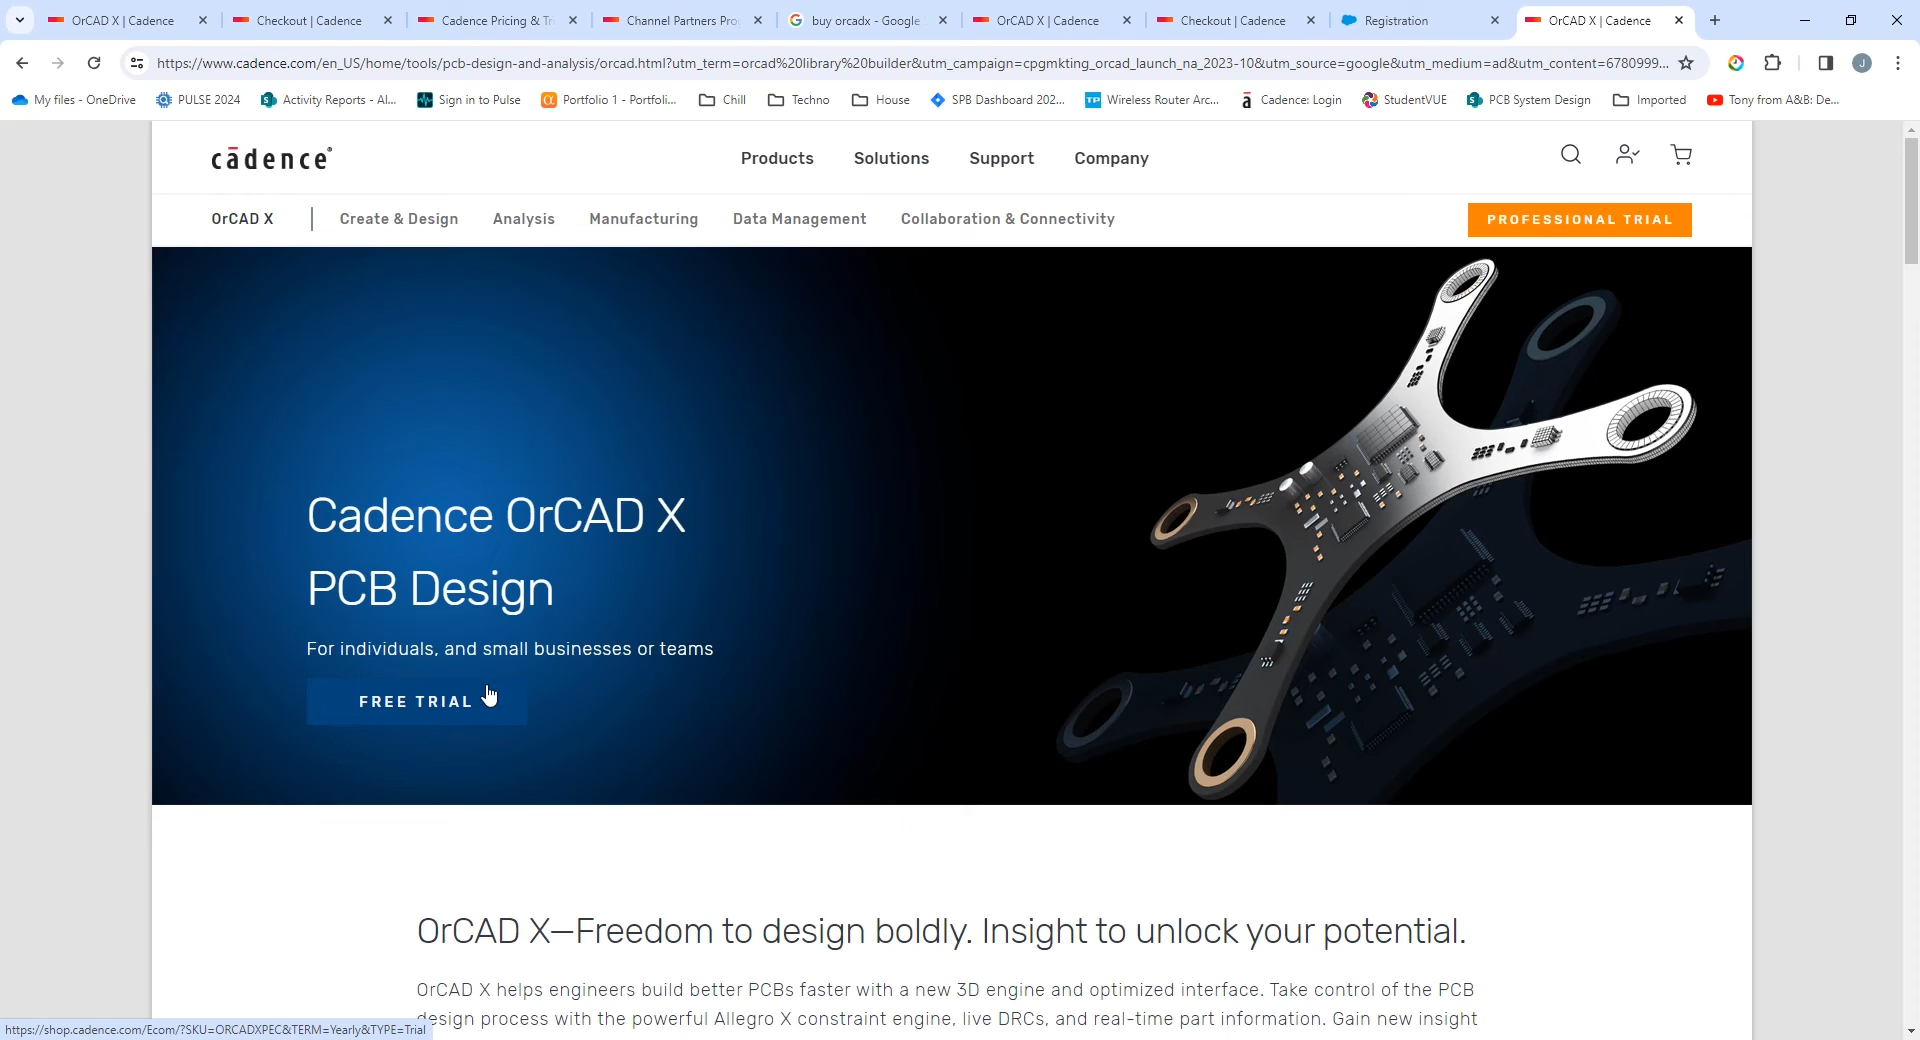 OrCAD X | Cadence
Checkout | Cadence
Cadence Pricing & Tr
Channel Partners Pro
buy orcadx - Google
OrCAD X | Cadence
Checkout | Cadence
Registration
OrCAD X | Cadence
https://www.cadence.com/en_US/home/tools/pcb-design-and-analysis/orcad.html?utm_term=orcad%20library%20builder&utm_campaign=cpgmkting_orcad_launch_na_2023-10&utm_source=google&utm_medium=ad&utm_content=6780999...
J
My files - OneDrive
PULSE 2024
Activity Reports - Al...
Sign in to Pulse
Portfolio 1 - Portfoli...
Chill
Techno
House
SPB Dashboard 202...
TP Wireless Router Arc...
ā Cadence: Login
StudentVUE
PCB System Design
Imported
Tony from A&B: De...
cādence®
Products
Solutions
Support
Company
OrCAD X
Create & Design
Analysis
Manufacturing
Data Management
Collaboration & Connectivity
PROFESSIONAL TRIAL
Cadence OrCAD X
PCB Design
For individuals, and small businesses or teams
FREE TRIAL
OrCAD X—Freedom to design boldly. Insight to unlock your potential.
OrCAD X helps engineers build better PCBs faster with a new 3D engine and optimized interface. Take control of the PCB
design process with the powerful Allegro X constraint engine, live DRCs, and real-time part information. Gain new insight
https://shop.cadence.com/Ecom/?SKU=ORCADXPEC&TERM=Yearly&TYPE=Trial